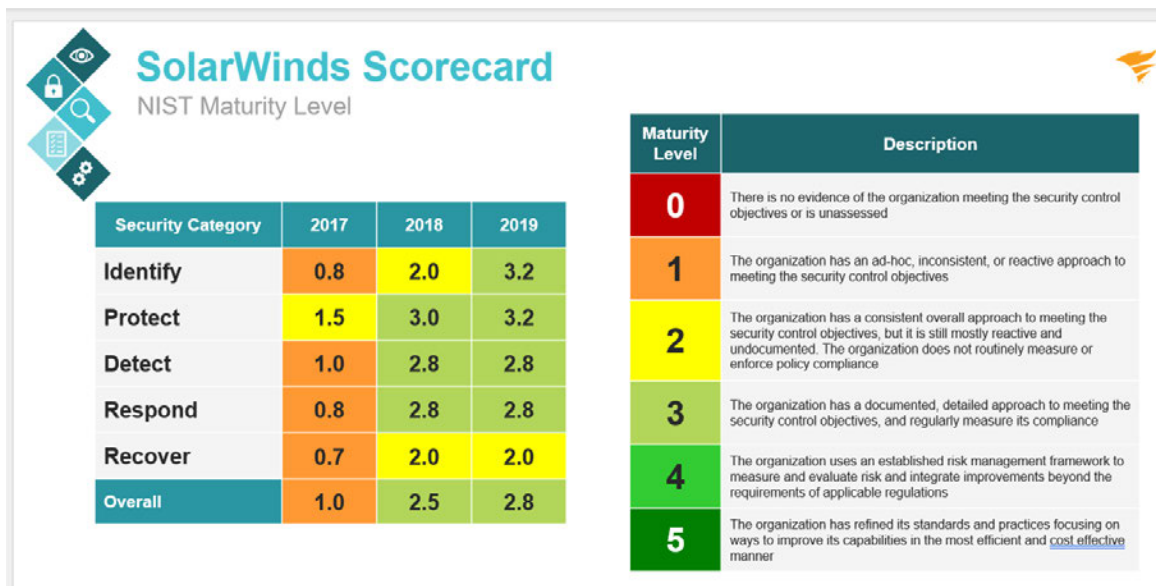 SolarWinds Scorecard
NIST Maturity Level
Security Category 2017 2018 2019
Identify 0.8 2.0 3.2
Protect 1.5 3.0 3.2
Detect 1.0 2.8 2.8
Respond 0.8 2.8 2.8
Recover 0.7 2.0 2.0
Overall 1.0 2.5 2.8
Maturity
Level
Description
0
There is no evidence of the organization meeting the security control
objectives or is unassessed
1
The organization has an ad-hoc, inconsistent, or reactive approach to
meeting the security control objectives
2
The organization has a consistent overall approach to meeting the
security control objectives, but it is still mostly reactive and
undocumented. The organization does not routinely measure or
enforce policy compliance
3
The organization has a documented, detailed approach to meeting the
security control objectives, and regularly measure its compliance
4
The organization uses an established risk management framework to
measure and evaluate risk and integrate improvements beyond the
requirements of applicable regulations
5
The organization has refined its standards and practices focusing on
ways to improve its capabilities in the most efficient and cost effective
manner